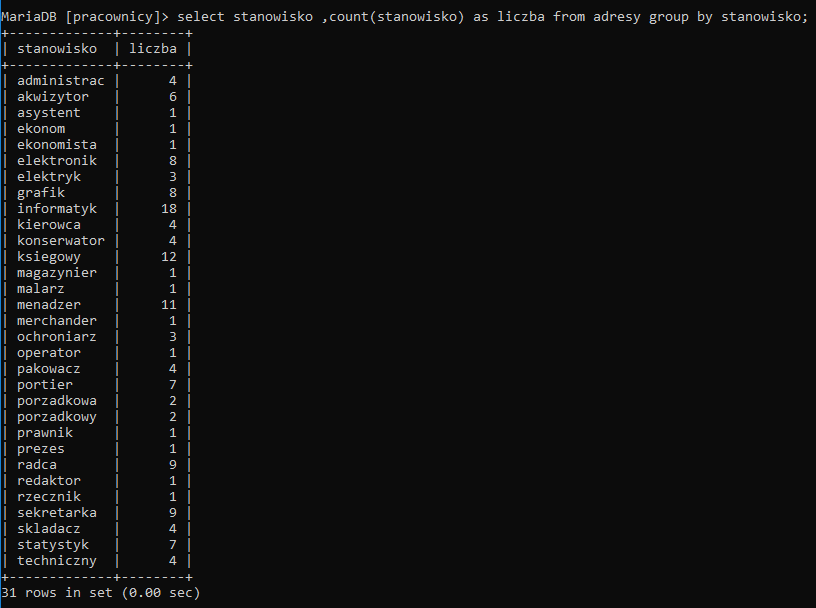 MariaDB [pracownicy]> select stanowisko ,count(stanowisko) as liczba from adresy group by stanowisko;
+-------------+--------+
| stanowisko  | liczba |
+-------------+--------+
| administrac |      4 |
| akwizytor   |      6 |
| asystent    |      1 |
| ekonom      |      1 |
| ekonomista  |      1 |
| elektronik  |      8 |
| elektryk    |      3 |
| grafik      |      8 |
| informatyk  |     18 |
| kierowca    |      4 |
| konserwator |      4 |
| ksiegowy    |     12 |
| magazynier  |      1 |
| malarz      |      1 |
| menadzer    |     11 |
| merchander  |      1 |
| ochroniarz  |      3 |
| operator    |      1 |
| pakowacz    |      4 |
| portier     |      7 |
| porzadkowa  |      2 |
| porzadkowy  |      2 |
| prawnik     |      1 |
| prezes      |      1 |
| radca       |      9 |
| redaktor    |      1 |
| rzecznik    |      1 |
| sekretarka  |      9 |
| skladacz    |      4 |
| statystyk   |      7 |
| techniczny  |      4 |
+-------------+--------+
31 rows in set (0.00 sec)